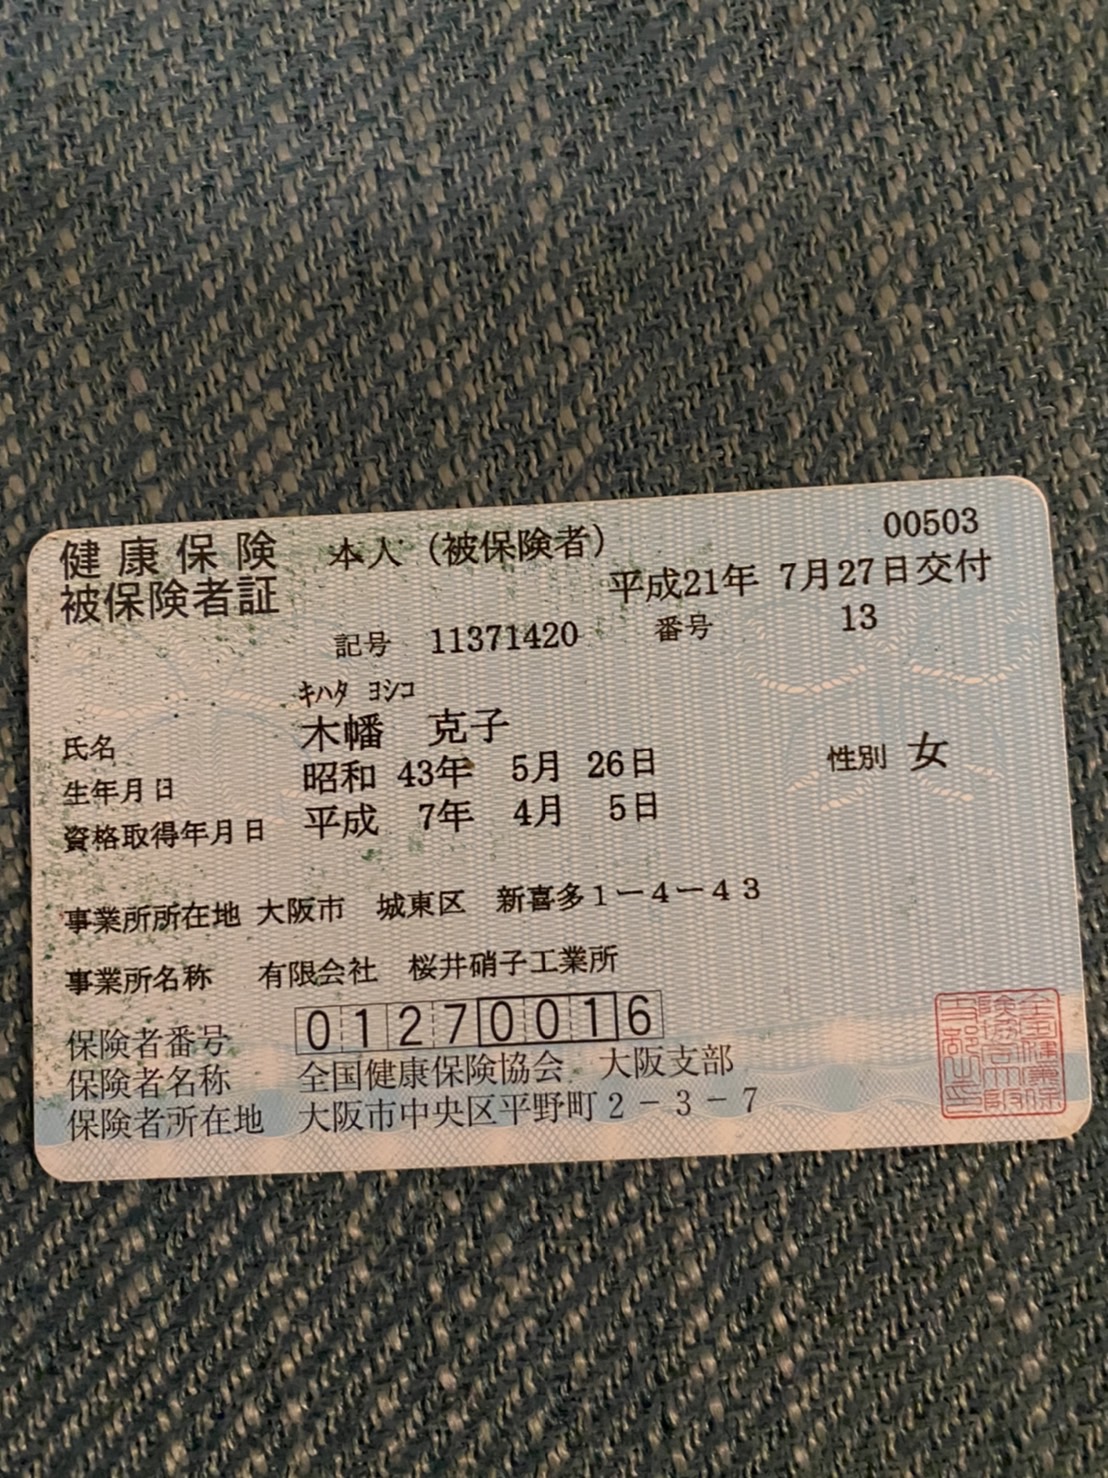 00503
健康保険 本人（被保険者）
被保険者証 平成21年 7月27日交付
記号 11371420 番号 13
ｷﾊﾀ ﾖｼｺ
氏名 木幡 克子
生年月日 昭和 43年 5月 26日 性別 女
資格取得年月日 平成 7年 4月 5日
事業所所在地 大阪市 城東区 新喜多1－4－43
事業所名称 有限会社 桜井硝子工業所
保険者番号 01270016
保険者名称 全国健康保険協会 大阪支部
保険者所在地 大阪市中央区平野町2－3－7